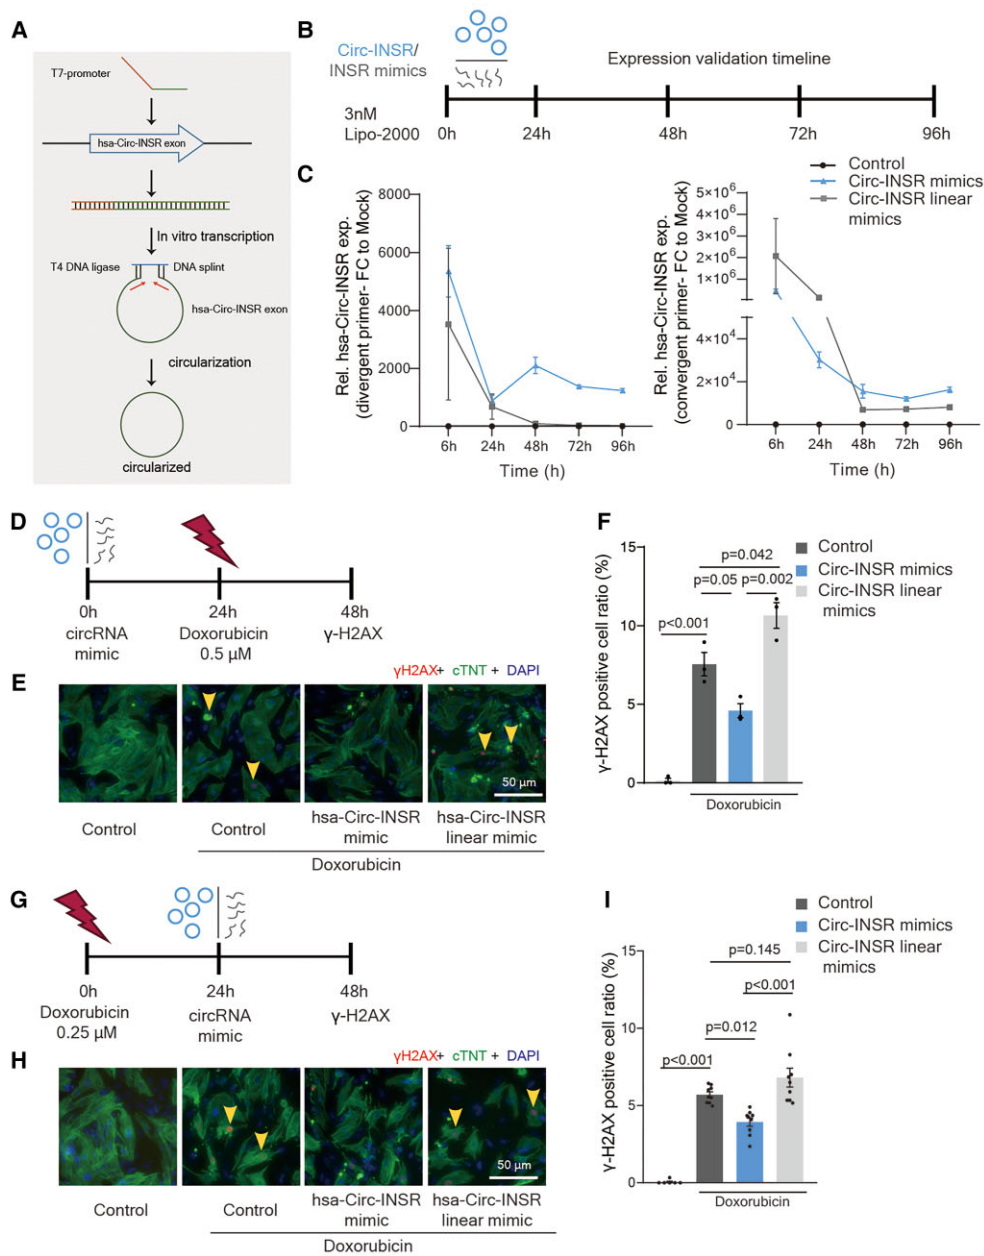 A
T7-promoter
hsa-Circ-INSR exon
In vitro transcription
T4 DNA ligase
DNA splint
hsa-Circ-INSR exon
circularization
circularized
B
Circ-INSR/
INSR mimics
Expression validation timeline
3nM
Lipo-2000
0h
24h
48h
72h
96h
C
Control
Circ-INSR mimics
Circ-INSR linear
mimics
Rel. hsa-Circ-INSR exp.
(divergent primer- FC to Mock)
8000
6000
4000
2000
0
6h
24h
48h
72h
96h
Time (h)
Rel. hsa-Circ-INSR exp.
(convergent primer- FC to Mock)
5×10⁶
4×10⁶
3×10⁶
2×10⁶
1×10⁶
4×10⁴
2×10⁴
0
6h
24h
48h
72h
96h
Time (h)
D
0h
circRNA
mimic
24h
Doxorubicin
0.5 µM
48h
γ-H2AX
E
γH2AX+ cTNT + DAPI
50 µm
Control
Control
hsa-Circ-INSR
mimic
hsa-Circ-INSR
linear mimic
Doxorubicin
F
Control
Circ-INSR mimics
Circ-INSR linear
mimics
γ-H2AX positive cell ratio (%)
15
10
5
0
p=0.042
p=0.05
p=0.002
p<0.001
Doxorubicin
G
0h
Doxorubicin
0.25 µM
24h
circRNA
mimic
48h
γ-H2AX
H
γH2AX+ cTNT + DAPI
50 µm
Control
Control
hsa-Circ-INSR
mimic
hsa-Circ-INSR
linear mimic
Doxorubicin
I
Control
Circ-INSR mimics
Circ-INSR linear
mimics
γ-H2AX positive cell ratio (%)
15
10
5
0
p=0.145
p<0.001
p=0.012
p<0.001
Doxorubicin